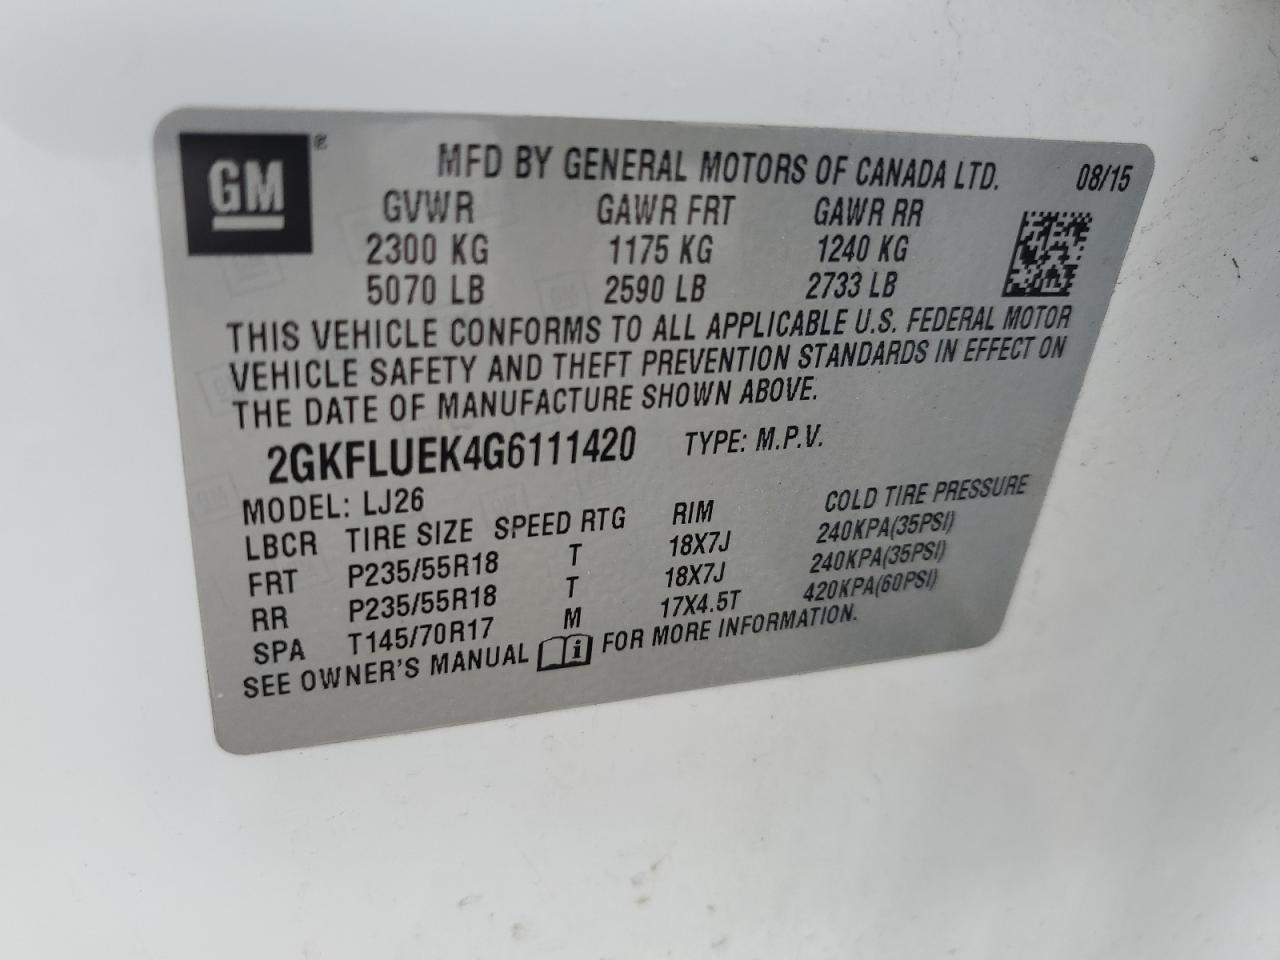 GM ®
MFD BY GENERAL MOTORS OF CANADA LTD. 08/15
GVWR GAWR FRT GAWR RR
2300 KG 1175 KG 1240 KG
5070 LB 2590 LB 2733 LB
THIS VEHICLE CONFORMS TO ALL APPLICABLE U.S. FEDERAL MOTOR
VEHICLE SAFETY AND THEFT PREVENTION STANDARDS IN EFFECT ON
THE DATE OF MANUFACTURE SHOWN ABOVE.
2GKFLUEK4G6111420 TYPE: M.P.V.
MODEL: LJ26
LBCR TIRE SIZE SPEED RTG RIM COLD TIRE PRESSURE
FRT P235/55R18 T 18X7J 240KPA(35PSI)
RR P235/55R18 T 18X7J 240KPA(35PSI)
SPA T145/70R17 M 17X4.5T 420KPA(60PSI)
SEE OWNER'S MANUAL i FOR MORE INFORMATION.